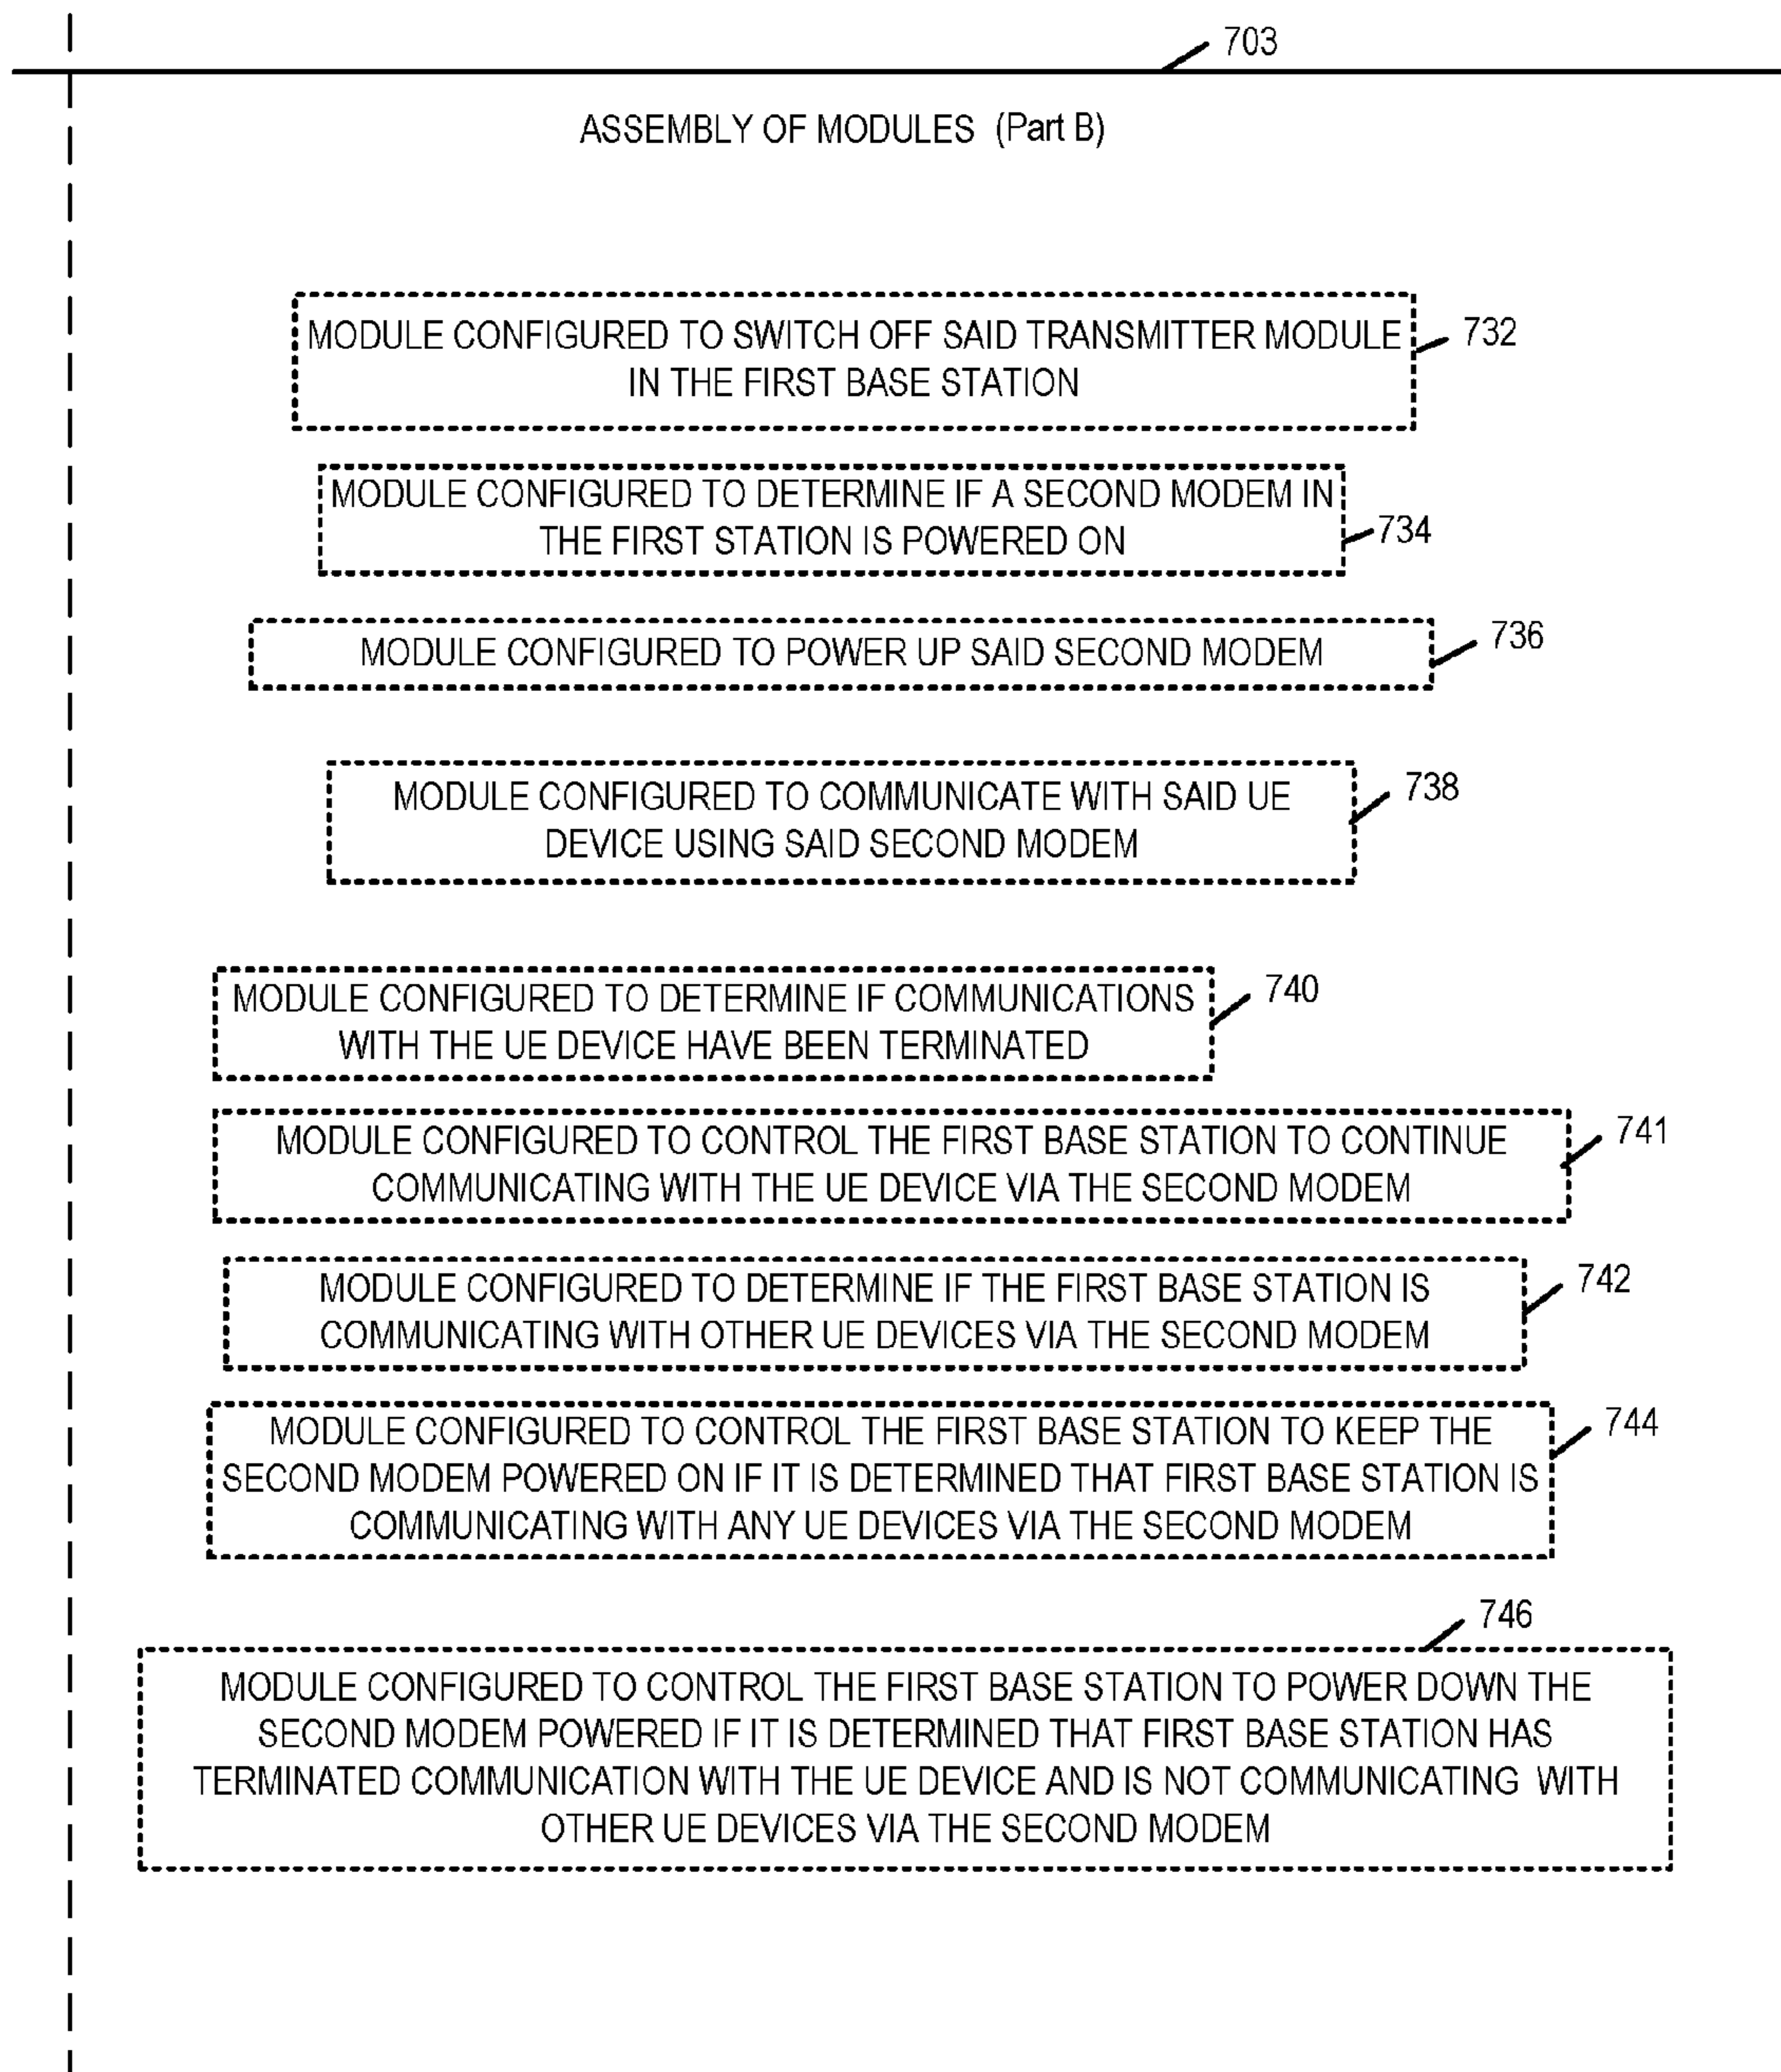 703
ASSEMBLY OF MODULES (Part B)
MODULE CONFIGURED TO SWITCH OFF SAID TRANSMITTER MODULE
IN THE FIRST BASE STATION
732
MODULE CONFIGURED TO DETERMINE IF A SECOND MODEM IN
THE FIRST STATION IS POWERED ON
734
MODULE CONFIGURED TO POWER UP SAID SECOND MODEM
736
MODULE CONFIGURED TO COMMUNICATE WITH SAID UE
DEVICE USING SAID SECOND MODEM
738
MODULE CONFIGURED TO DETERMINE IF COMMUNICATIONS
WITH THE UE DEVICE HAVE BEEN TERMINATED
740
MODULE CONFIGURED TO CONTROL THE FIRST BASE STATION TO CONTINUE
COMMUNICATING WITH THE UE DEVICE VIA THE SECOND MODEM
741
MODULE CONFIGURED TO DETERMINE IF THE FIRST BASE STATION IS
COMMUNICATING WITH OTHER UE DEVICES VIA THE SECOND MODEM
742
MODULE CONFIGURED TO CONTROL THE FIRST BASE STATION TO KEEP THE
SECOND MODEM POWERED ON IF IT IS DETERMINED THAT FIRST BASE STATION IS
COMMUNICATING WITH ANY UE DEVICES VIA THE SECOND MODEM
744
746
MODULE CONFIGURED TO CONTROL THE FIRST BASE STATION TO POWER DOWN THE
SECOND MODEM POWERED IF IT IS DETERMINED THAT FIRST BASE STATION HAS
TERMINATED COMMUNICATION WITH THE UE DEVICE AND IS NOT COMMUNICATING WITH
OTHER UE DEVICES VIA THE SECOND MODEM